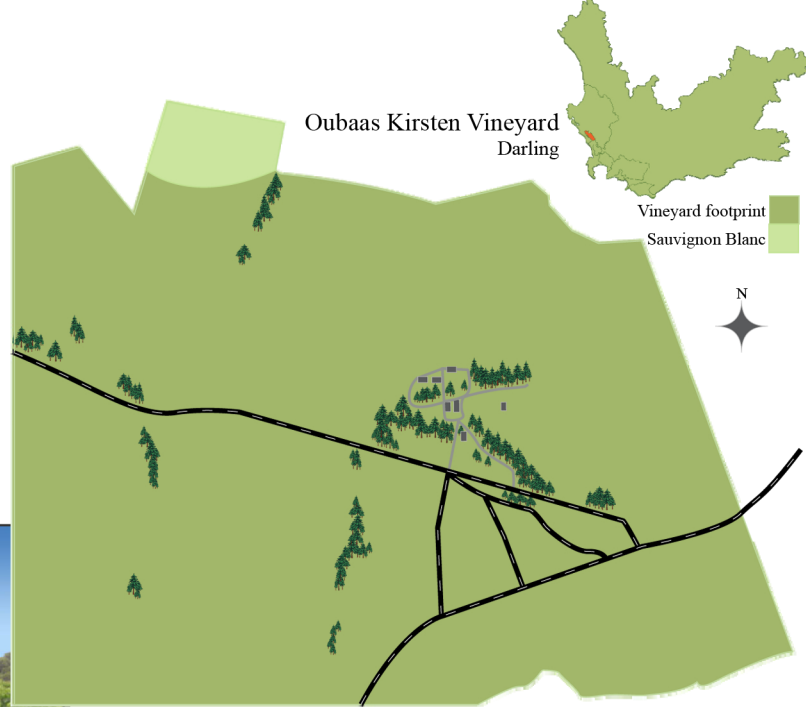 Oubaas Kirsten Vineyard
Darling
Vineyard footprint
Sauvignon Blanc
N